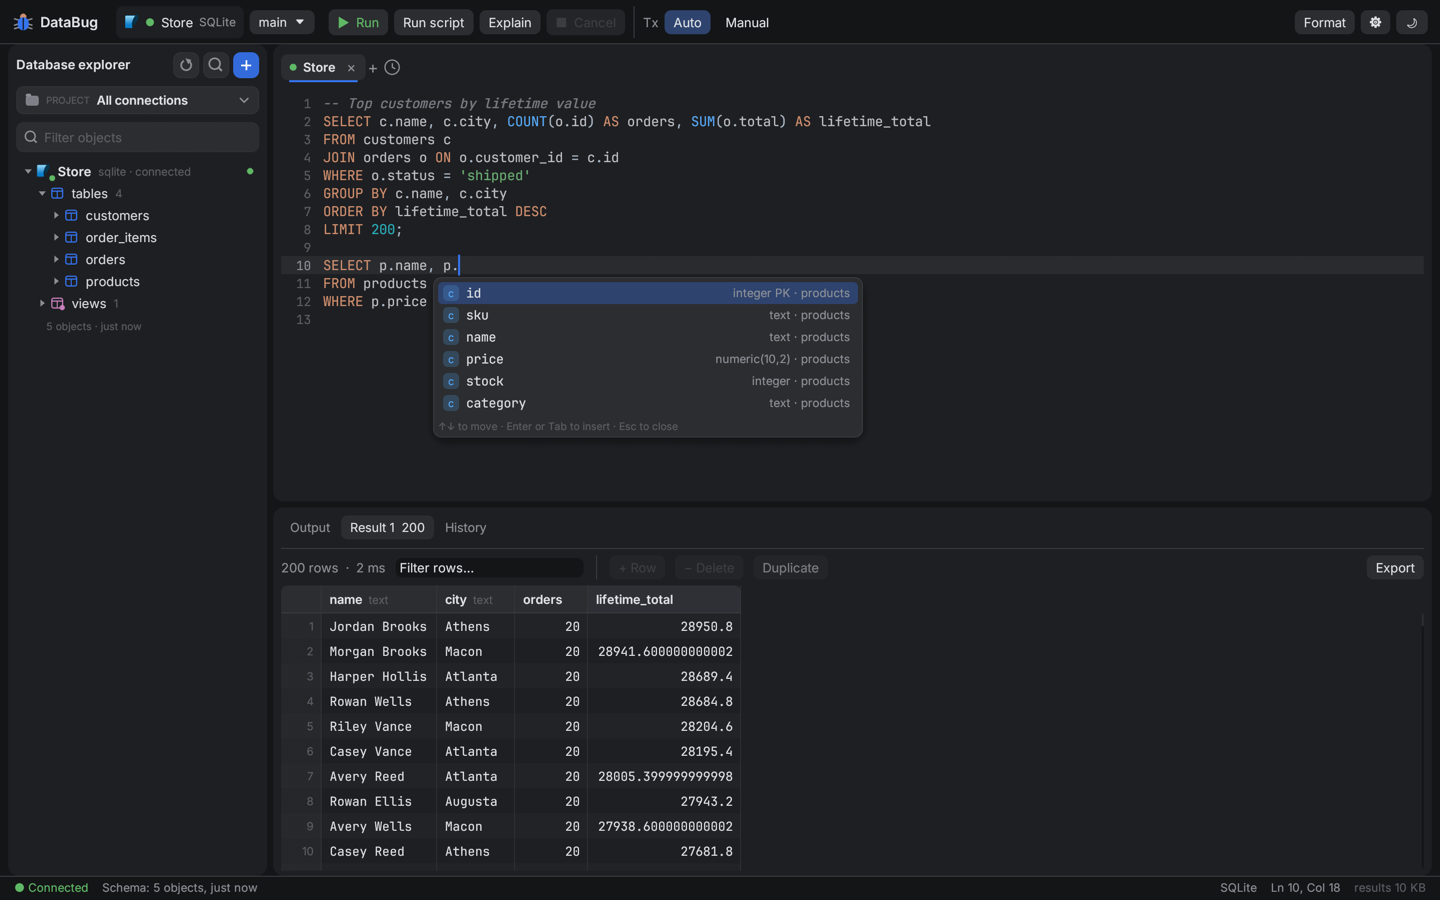 DataBug Store SQLite main Run Run script Explain Cancel Tx Auto Manual Format
Database explorer
PROJECT All connections
Filter objects
Store sqlite · connected
tables 4
customers
order_items
orders
products
views 1
5 objects · just now
Store × +
1 -- Top customers by lifetime value
2 SELECT c.name, c.city, COUNT(o.id) AS orders, SUM(o.total) AS lifetime_total
3 FROM customers c
4 JOIN orders o ON o.customer_id = c.id
5 WHERE o.status = 'shipped'
6 GROUP BY c.name, c.city
7 ORDER BY lifetime_total DESC
8 LIMIT 200;
9
10 SELECT p.name, p.
11 FROM products
12 WHERE p.price
13
c id integer PK · products
c sku text · products
c name text · products
c price numeric(10,2) · products
c stock integer · products
c category text · products
↑↓ to move · Enter or Tab to insert · Esc to close
Output Result 1 200 History
200 rows · 2 ms Filter rows... + Row − Delete Duplicate Export
name text city text orders lifetime_total
1 Jordan Brooks Athens 20 28950.8
2 Morgan Brooks Macon 20 28941.600000000002
3 Harper Hollis Atlanta 20 28689.4
4 Rowan Wells Athens 20 28684.8
5 Riley Vance Macon 20 28204.6
6 Casey Vance Atlanta 20 28195.4
7 Avery Reed Atlanta 20 28005.399999999998
8 Rowan Ellis Augusta 20 27943.2
9 Avery Wells Macon 20 27938.600000000002
10 Casey Reed Athens 20 27681.8
Connected Schema: 5 objects, just now SQLite Ln 10, Col 18 results 10 KB